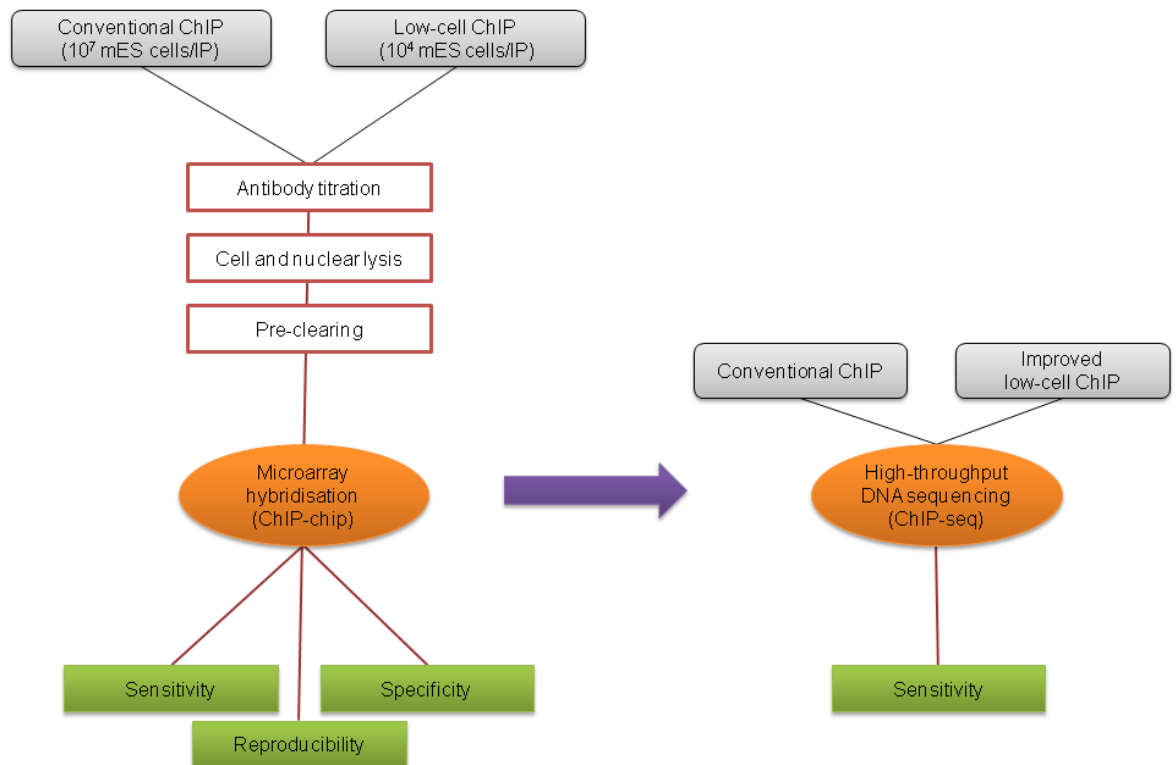 Conventional ChIP
(10⁷ mES cells/IP)
Low-cell ChIP
(10⁴ mES cells/IP)
Antibody titration
Cell and nuclear lysis
Pre-clearing
Microarray
hybridisation
(ChIP-chip)
Sensitivity
Specificity
Reproducibility
Conventional ChIP
Improved
low-cell ChIP
High-throughput
DNA sequencing
(ChIP-seq)
Sensitivity